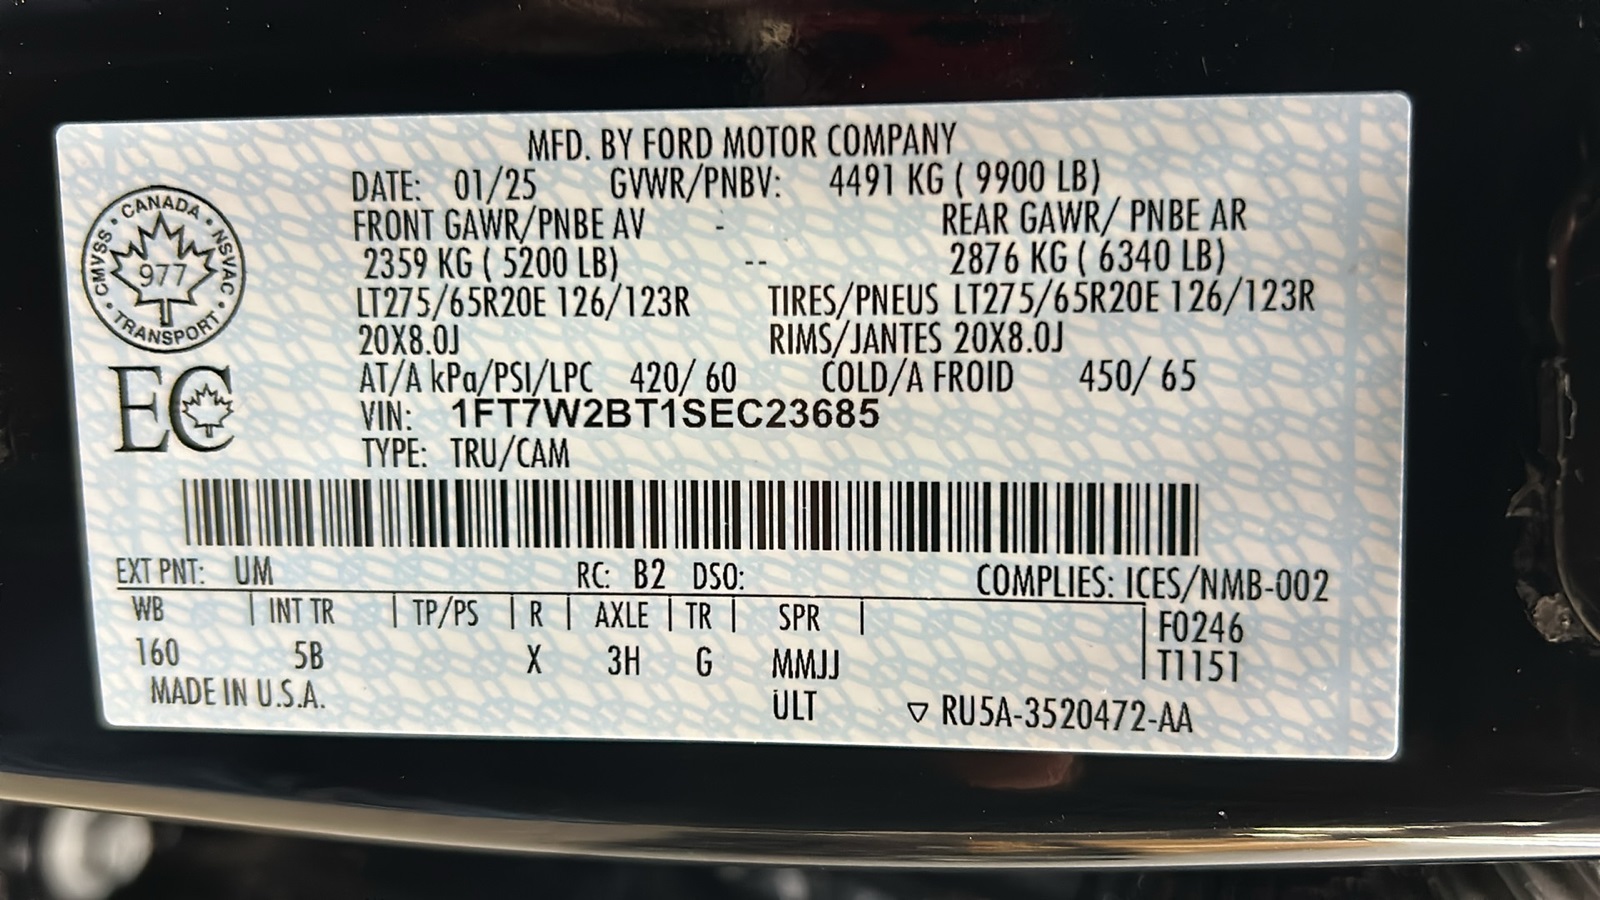 MFD. BY FORD MOTOR COMPANY
DATE: 01/25 GVWR/PNBV: 4491 KG ( 9900 LB)
FRONT GAWR/PNBE AV - REAR GAWR/ PNBE AR
2359 KG ( 5200 LB) -- 2876 KG ( 6340 LB)
LT275/65R20E 126/123R TIRES/PNEUS LT275/65R20E 126/123R
20X8.0J RIMS/JANTES 20X8.0J
AT/A kPa/PSI/LPC 420/ 60 COLD/A FROID 450/ 65
VIN: 1FT7W2BT1SEC23685
TYPE: TRU/CAM
CANADA
CMVSS · NSVAC
977
TRANSPORT
EC
EXT PNT: UM RC: B2 DSO: COMPLIES: ICES/NMB-002
WB | INT TR | TP/PS | R | AXLE | TR | SPR | F0246
160 5B X 3H G MMJJ T1151
MADE IN U.S.A. ULT ▽ RU5A-3520472-AA